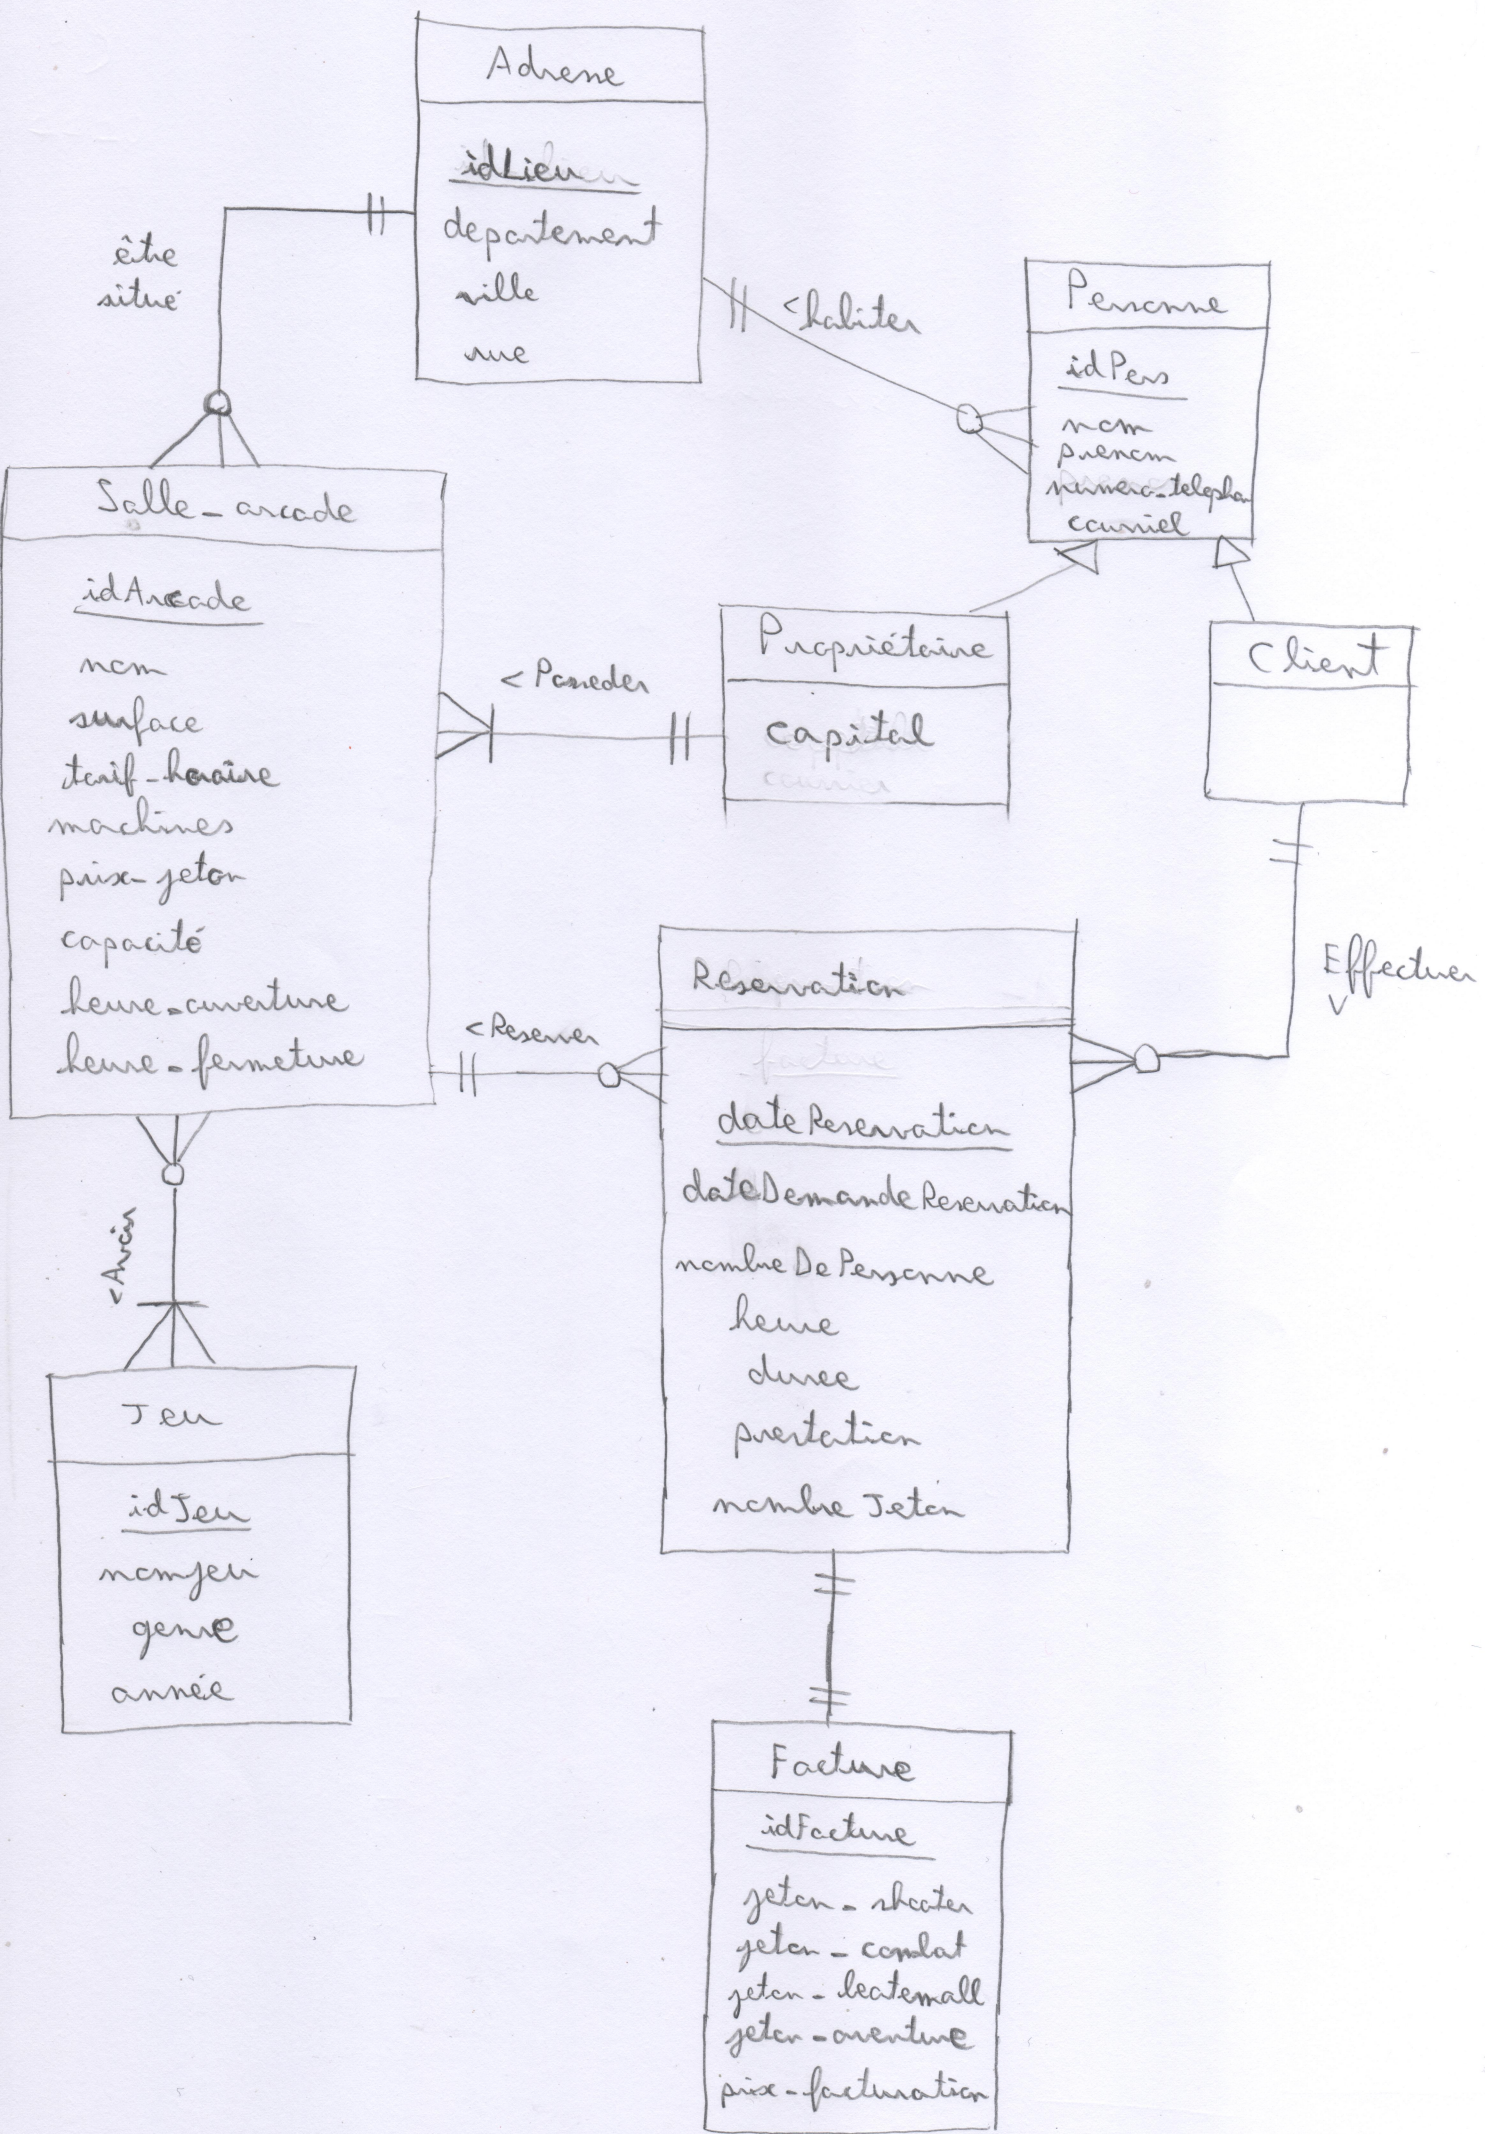 Adresse
idLieu
departement
ville
rue
être
situé
<habiter
Personne
idPers
nom
prenom
numero_telephon
courriel
Salle_arcade
idArcade
nom
surface
tarif_horaire
machines
prix_jeton
capacité
heure_ouverture
heure_fermeture
<Posseder
Propriétaire
capital
Client
Effectuer
V
<Reserver
Reservation
dateReservation
dateDemandeReservation
nombreDePersonne
heure
duree
prestation
nombreJeton
<Avoir
Jeu
idJeu
nomjeu
genre
année
Facture
idFacture
jeton_shooter
jeton_combat
jeton_beatemall
jeton_aventure
prix_facturation